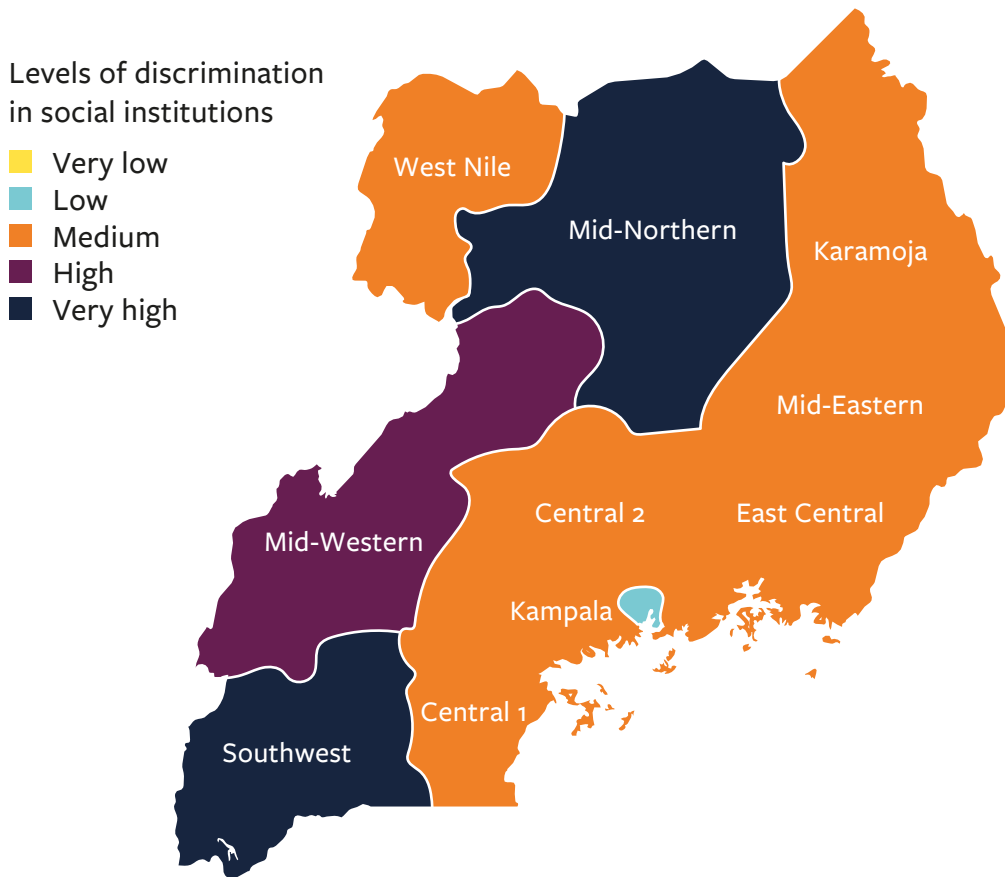 Levels of discrimination
in social institutions
Very low
Low
Medium
High
Very high
West Nile
Mid-Northern
Karamoja
Mid-Eastern
Central 2
East Central
Mid-Western
Kampala
Central 1
Southwest